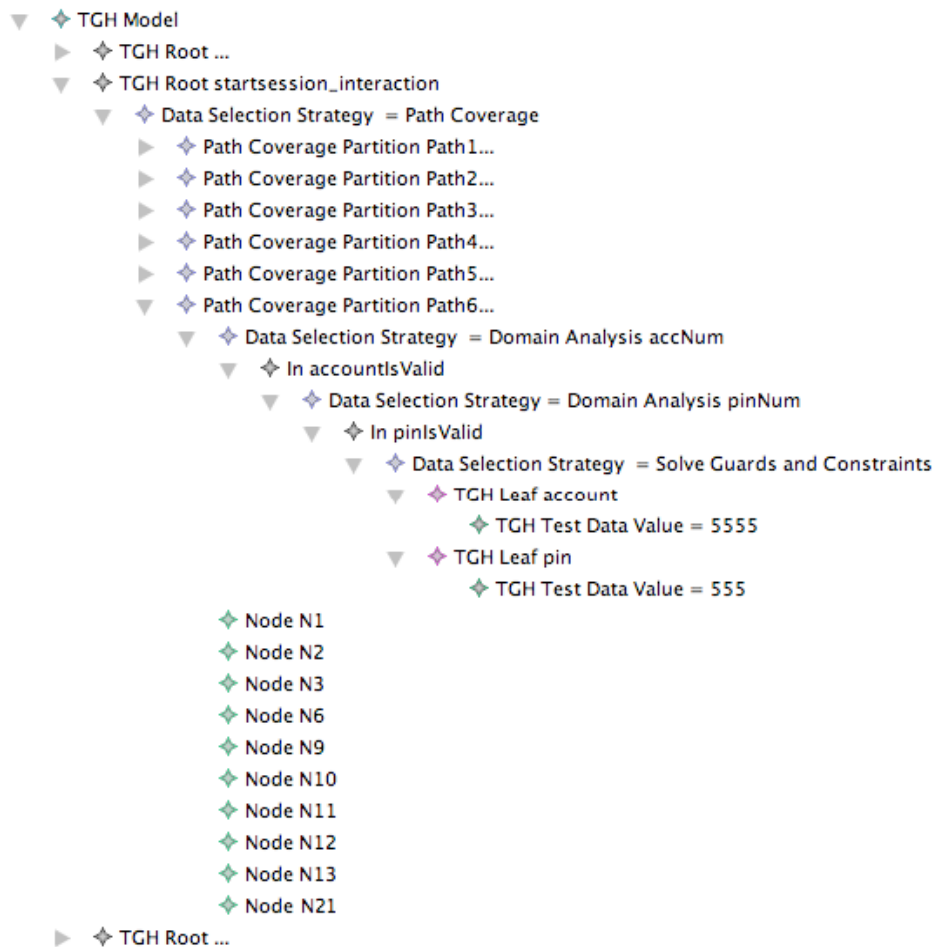 TGH Model
TGH Root ...
TGH Root startsession_interaction
Data Selection Strategy = Path Coverage
Path Coverage Partition Path1...
Path Coverage Partition Path2...
Path Coverage Partition Path3...
Path Coverage Partition Path4...
Path Coverage Partition Path5...
Path Coverage Partition Path6...
Data Selection Strategy = Domain Analysis accNum
In accountIsValid
Data Selection Strategy = Domain Analysis pinNum
In pinIsValid
Data Selection Strategy = Solve Guards and Constraints
TGH Leaf account
TGH Test Data Value = 5555
TGH Leaf pin
TGH Test Data Value = 555
Node N1
Node N2
Node N3
Node N6
Node N9
Node N10
Node N11
Node N12
Node N13
Node N21
TGH Root ...